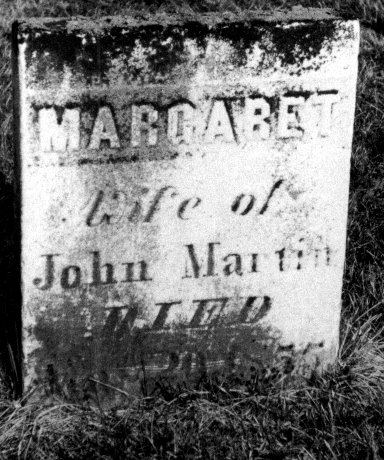 MARGARET
Wife of
John Martin
DIED